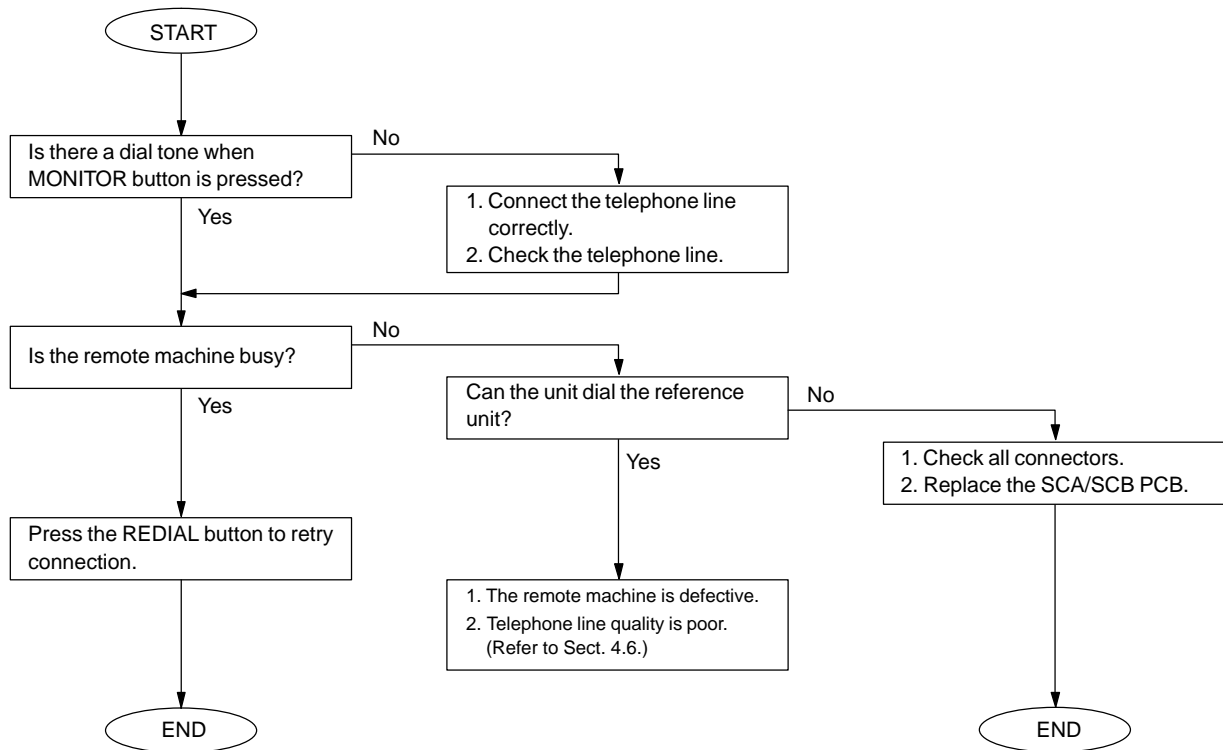 START
No
Is there a dial tone when
MONITOR button is pressed?
1. Connect the telephone line
correctly.
2. Check the telephone line.
Yes
No
Is the remote machine busy?
Can the unit dial the reference
unit?
No
Yes
Yes
1. Check all connectors.
2. Replace the SCA/SCB PCB.
Press the REDIAL button to retry
connection.
1. The remote machine is defective.
2. Telephone line quality is poor.
(Refer to Sect. 4.6.)
END
END